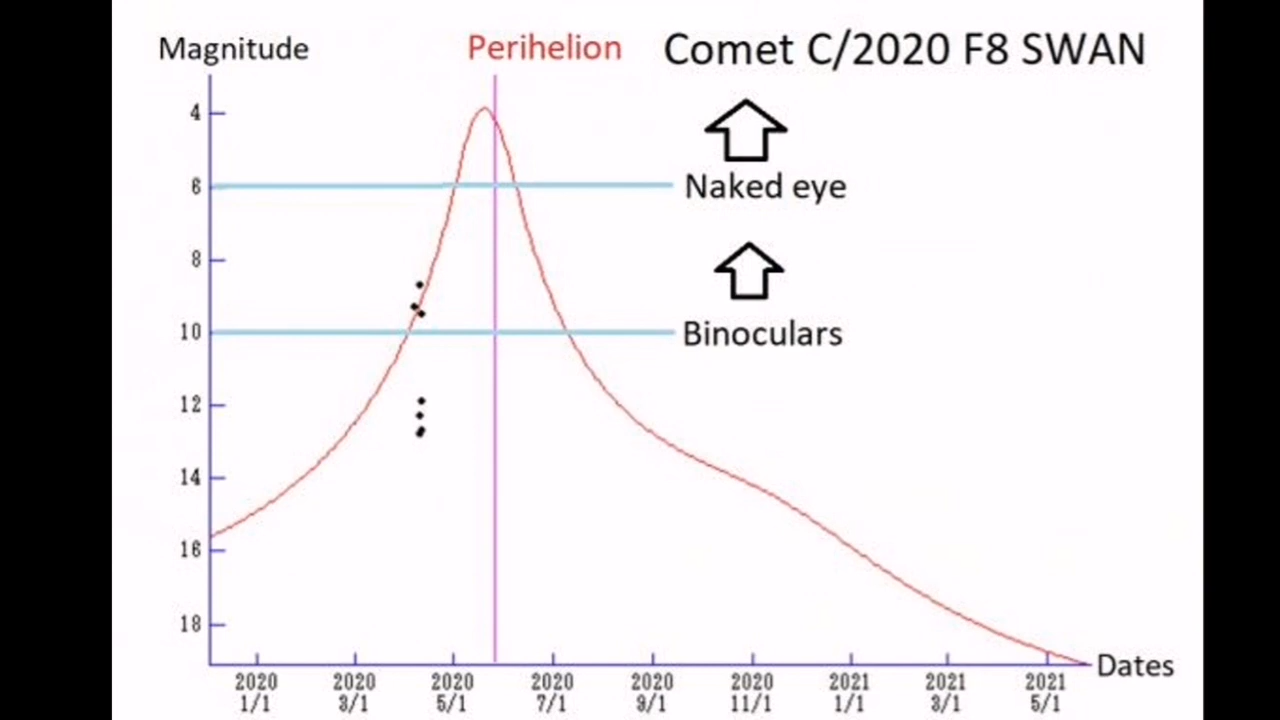 Magnitude
Perihelion
Comet C/2020 F8 SWAN
4
6
Naked eye
8
10
Binoculars
12
14
16
18
Dates
2020 2020 2020 2020 2020 2020 2021 2021 2021
1/1 3/1 5/1 7/1 9/1 11/1 1/1 3/1 5/1